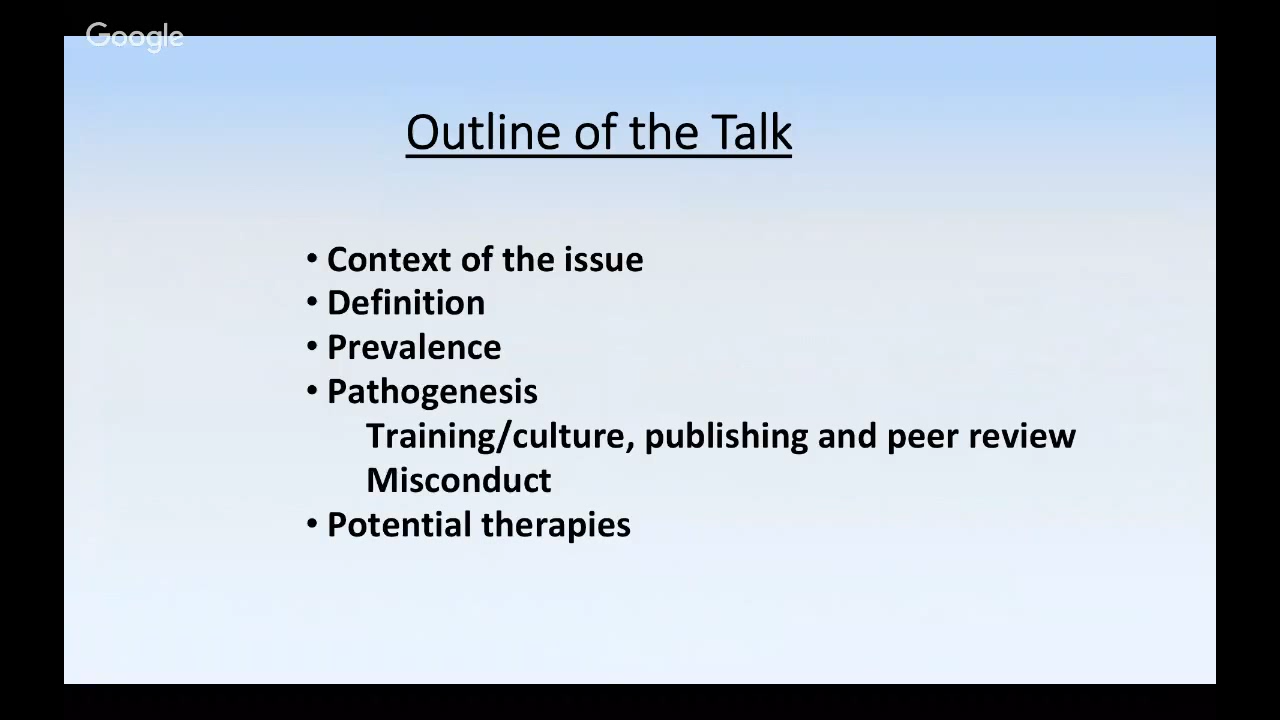 Google
Outline of the Talk
• Context of the issue
• Definition
• Prevalence
• Pathogenesis
Training/culture, publishing and peer review
Misconduct
• Potential therapies